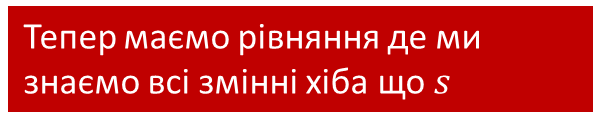 Тепер маємо рівняння де ми
знаємо всі змінні хіба що s